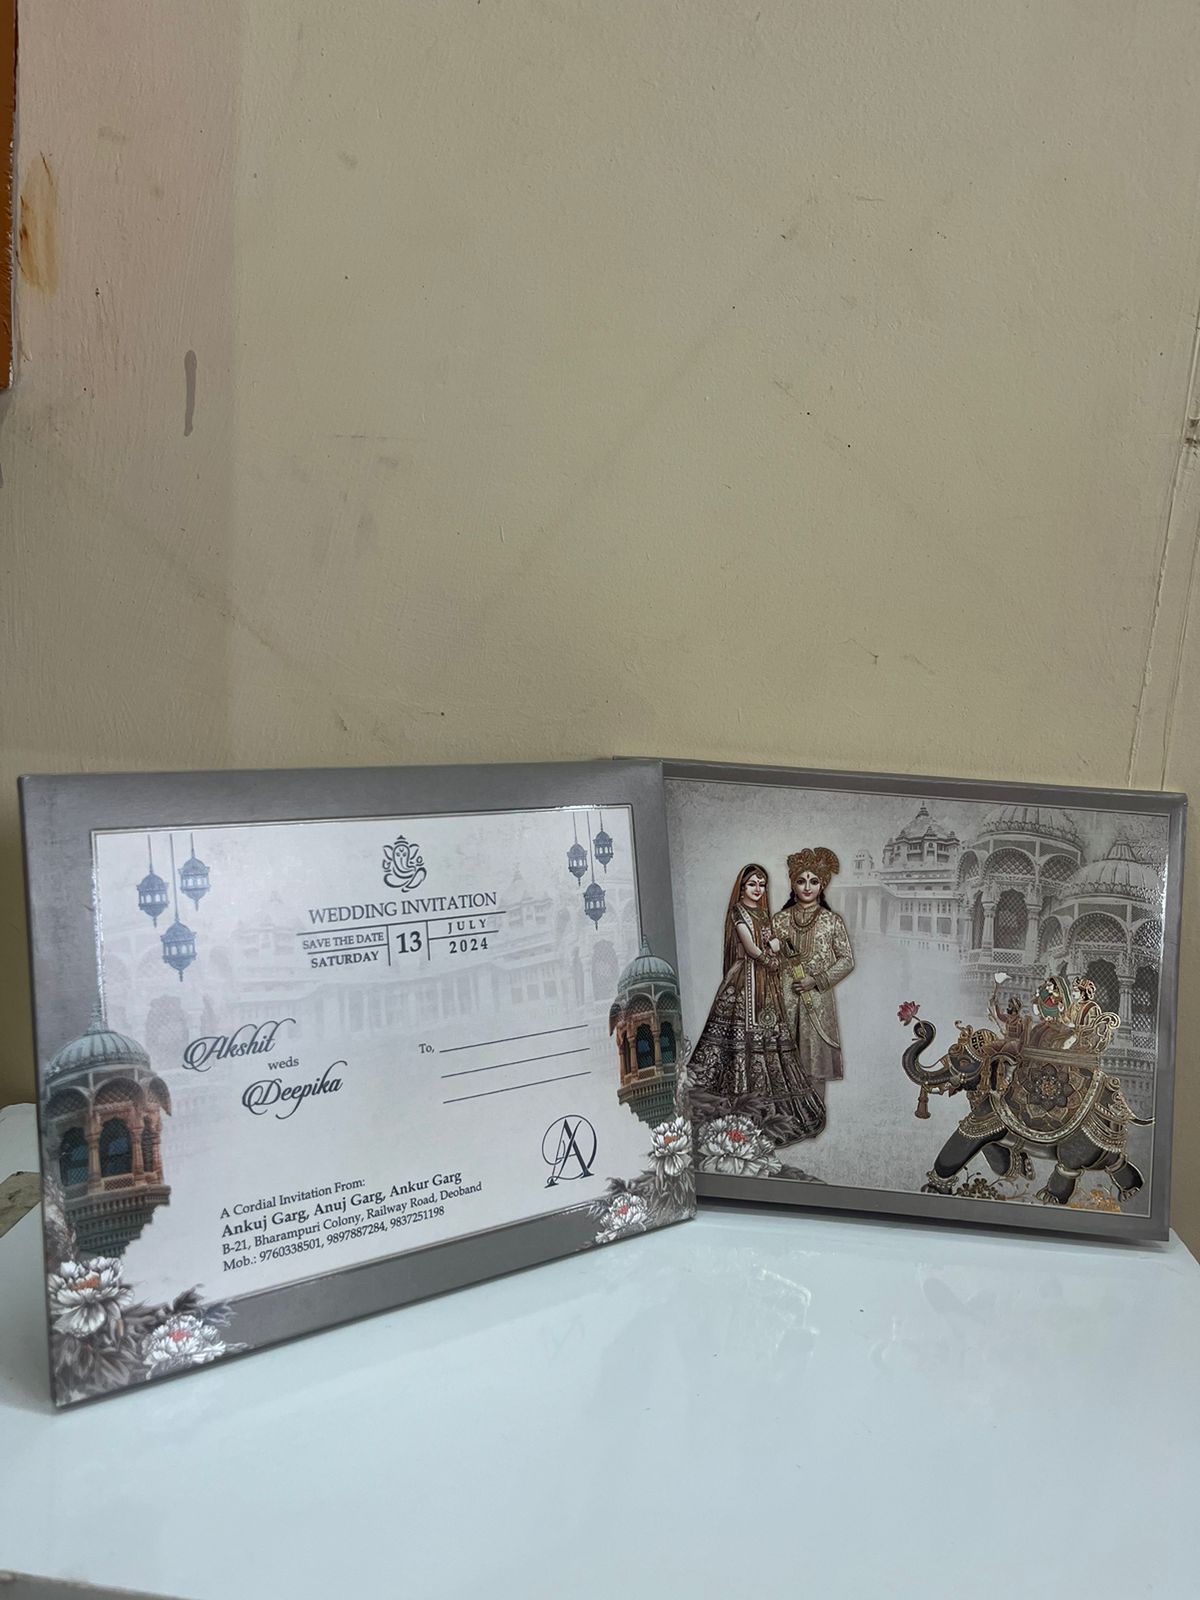 WEDDING INVITATION
SAVE THE DATE
SATURDAY
13
JULY
2024
Akshit
weds
Deepika
To,
A Cordial Invitation From:
Ankuj Garg, Anuj Garg, Ankur Garg
B-21, Bharampuri Colony, Railway Road, Deoband
Mob.: 9760338501, 9897887284, 9837251198